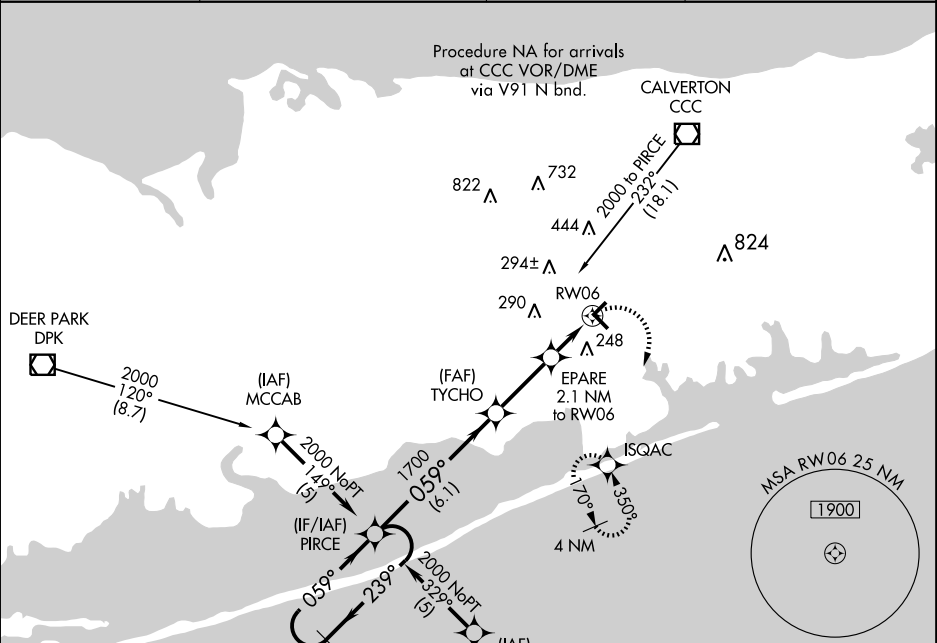 Procedure NA for arrivals
at CCC VOR/DME
via V91 N bnd.
CALVERTON
CCC
2000 to PIRCE
232°
(18.1)
822
732
444
824
294±
290
RW06
248
DEER PARK
DPK
2000
120°
(8.7)
(IAF)
MCCAB
(FAF)
TYCHO
EPARE
2.1 NM
to RW06
2000 NoPT
149°
(5)
1700
059°
(6.1)
ISQAC
170°
350°
4 NM
MSA RW06 25 NM
1900
(IF/IAF)
PIRCE
059°
239°
2000 NoPT
329°
(5)
(IAF)